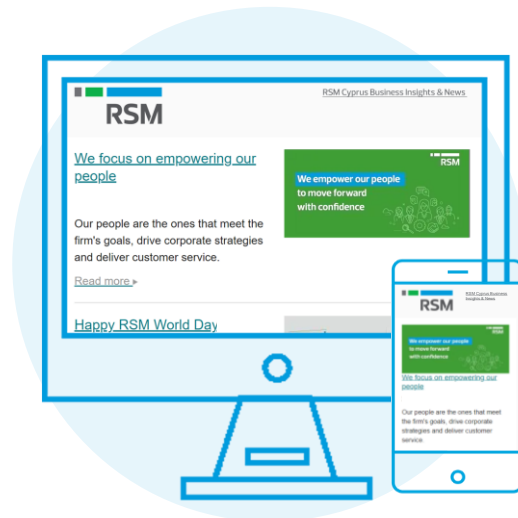 RSM
RSM Cyprus Business Insights & News
We focus on empowering our
people
Our people are the ones that meet the
firm's goals, drive corporate strategies
and deliver customer service.
Read more ▸
RSM
We empower our people
to move forward
with confidence
Happy RSM World Day
RSM
RSM Cyprus Business
Insights & News
RSM
We empower our people
to move forward
with confidence
We focus on empowering our
people
Our people are the ones that meet
the firm's goals, drive corporate
strategies and deliver customer
service.